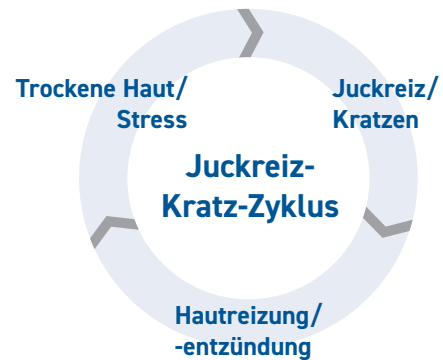 Trockene Haut/
Stress
Juckreiz/
Kratzen
Juckreiz-
Kratz-Zyklus
Hautreizung/
-entzündung